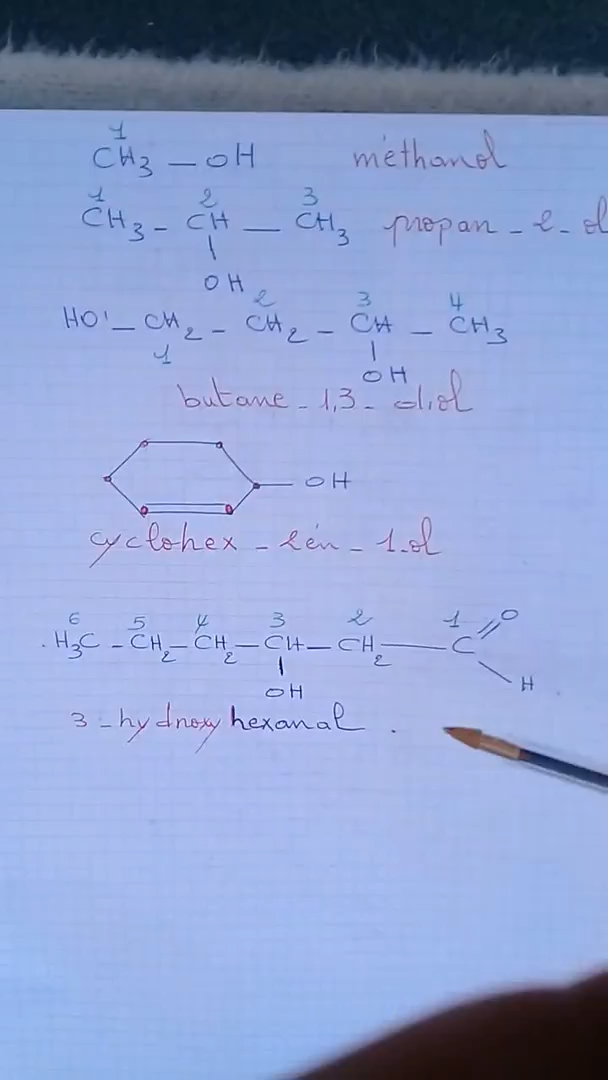 1
CH3 - OH méthanol
1 2 3
CH3 - CH - CH3 propan - 2 - ol
OH
2 3 4
HO - CH2 - CH2 - CH - CH3
1
OH
butane - 1,3 - diol
OH
cyclohex - 2én - 1.ol
6 5 4 3 2 1 O
. H3C - CH2 - CH2 - CH - CH2 - C
OH H
3 - hydroxyhexanal .